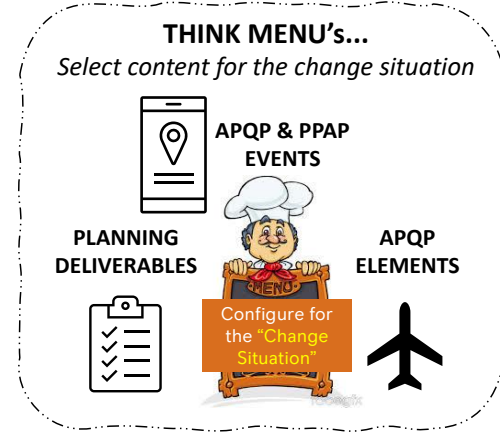 THINK MENU's...
Select content for the change situation
APQP & PPAP
EVENTS
PLANNING
DELIVERABLES
APQP
ELEMENTS
MENU
Configure for
the “Change
Situation”